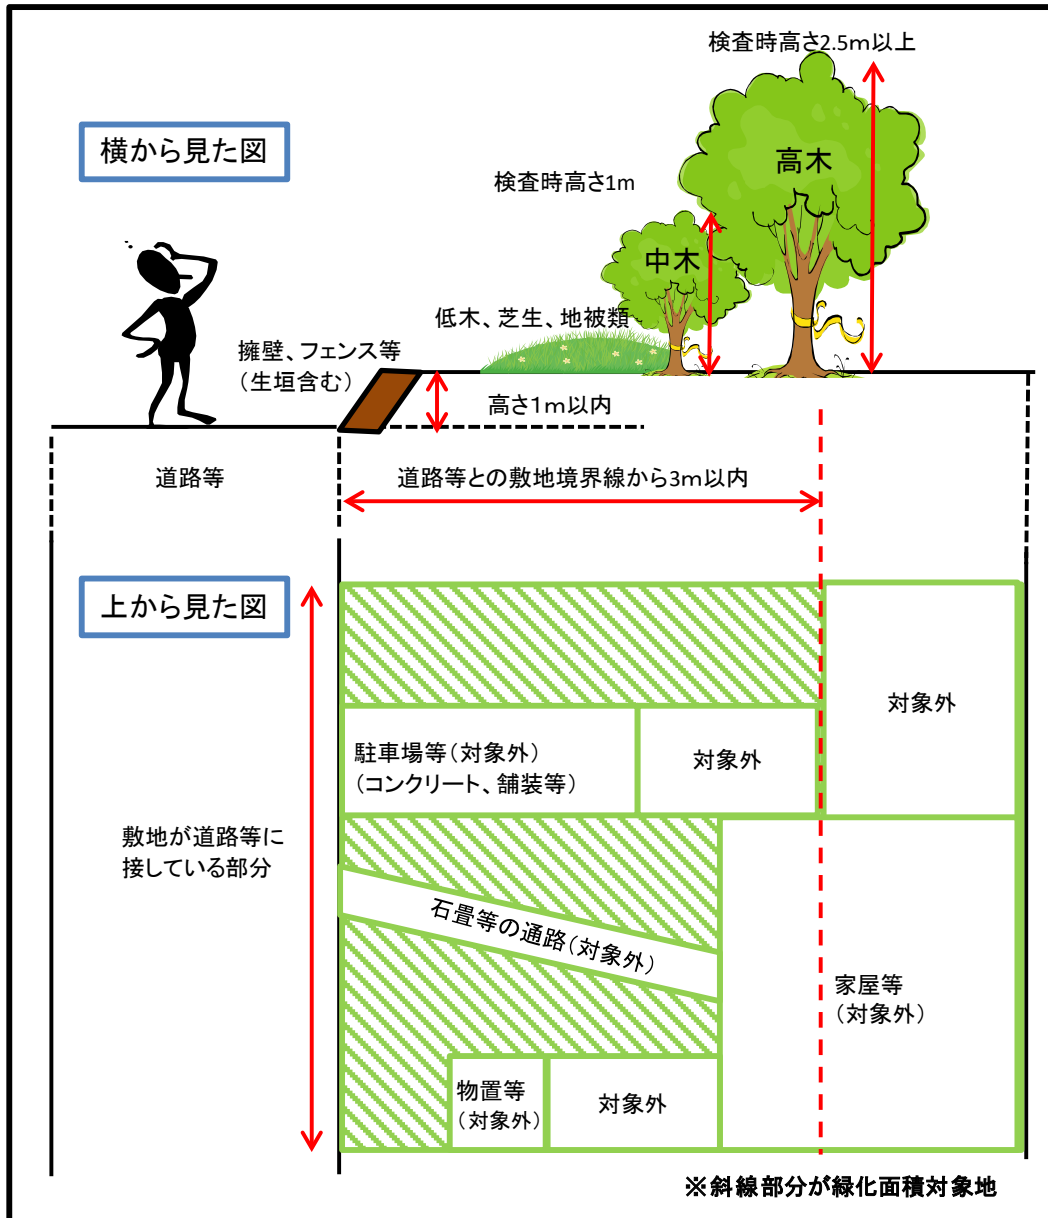 検査時高さ2.5m以上
横から見た図
高木
検査時高さ1m
中木
低木、芝生、地被類
擁壁、フェンス等
（生垣含む）
高さ1m以内
道路等
道路等との敷地境界線から3m以内
上から見た図
対象外
駐車場等（対象外）
（コンクリート、舗装等）
対象外
敷地が道路等に
接している部分
石畳等の通路（対象外）
家屋等
（対象外）
物置等
（対象外）
対象外
※斜線部分が緑化面積対象地